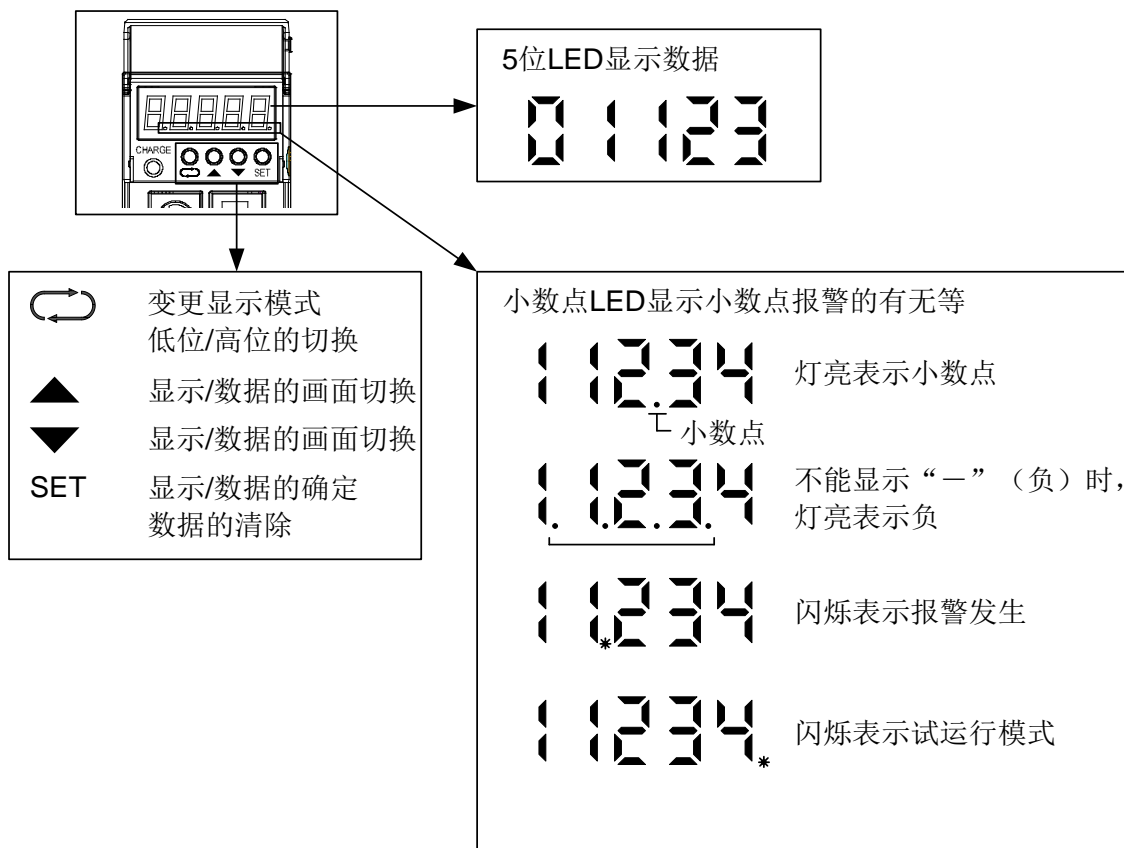 88888
CHARGE
SET
5位LED显示数据
01123
变更显示模式
低位/高位的切换
显示/数据的画面切换
显示/数据的画面切换
SET 显示/数据的确定
数据的清除
小数点LED显示小数点报警的有无等
112.34 灯亮表示小数点
小数点
1.1.2.3.4 不能显示“－”（负）时，
灯亮表示负
11*234 闪烁表示报警发生
11234* 闪烁表示试运行模式